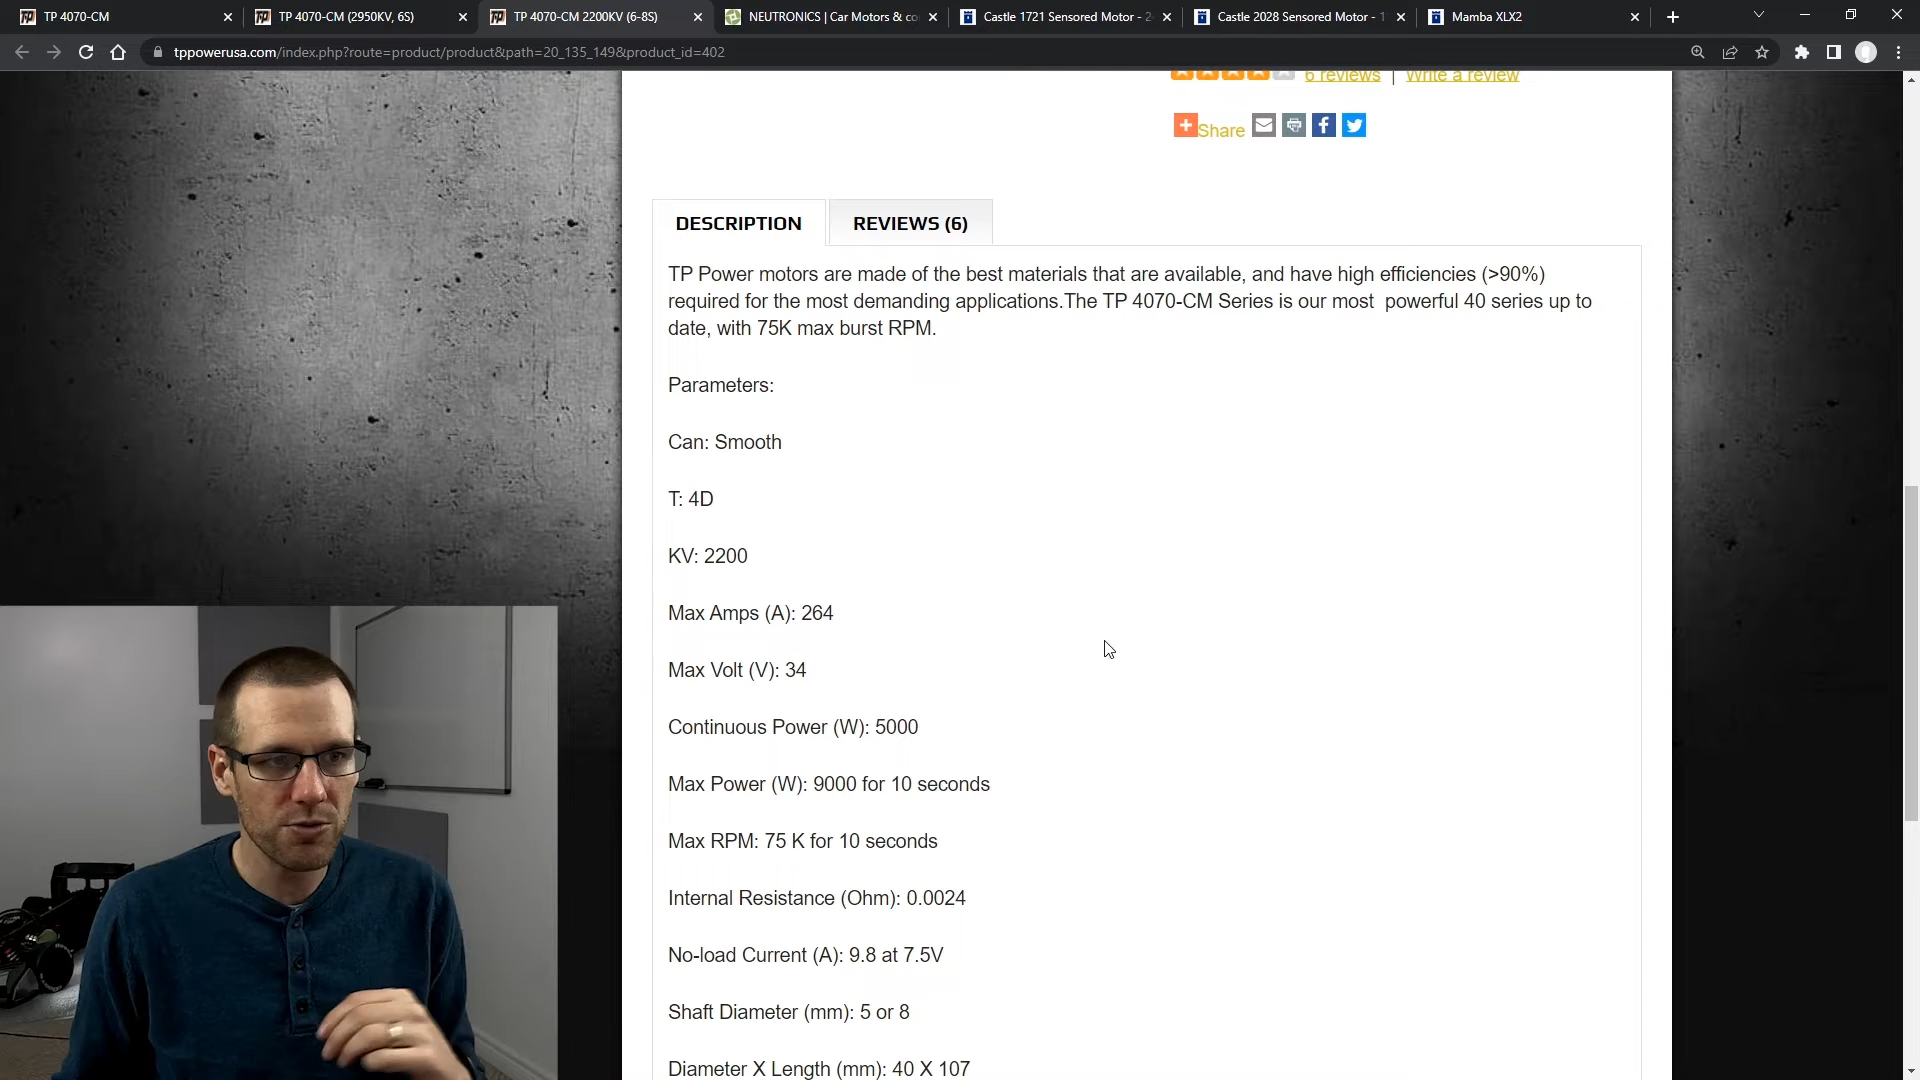 TP 4070-CM
TP 4070-CM (2950KV, 6S)
TP 4070-CM 2200KV (6-8S)
NEUTRONICS | Car Motors & co
Castle 1721 Sensored Motor - 2
Castle 2028 Sensored Motor - 1
Mamba XLX2
tppowerusa.com/index.php?route=product/product&path=20_135_149&product_id=402
6 reviews | Write a review
Share
DESCRIPTION
REVIEWS (6)
TP Power motors are made of the best materials that are available, and have high efficiencies (>90%)
required for the most demanding applications.The TP 4070-CM Series is our most powerful 40 series up to
date, with 75K max burst RPM.
Parameters:
Can: Smooth
T: 4D
KV: 2200
Max Amps (A): 264
Max Volt (V): 34
Continuous Power (W): 5000
Max Power (W): 9000 for 10 seconds
Max RPM: 75 K for 10 seconds
Internal Resistance (Ohm): 0.0024
No-load Current (A): 9.8 at 7.5V
Shaft Diameter (mm): 5 or 8
Diameter X Length (mm): 40 X 107